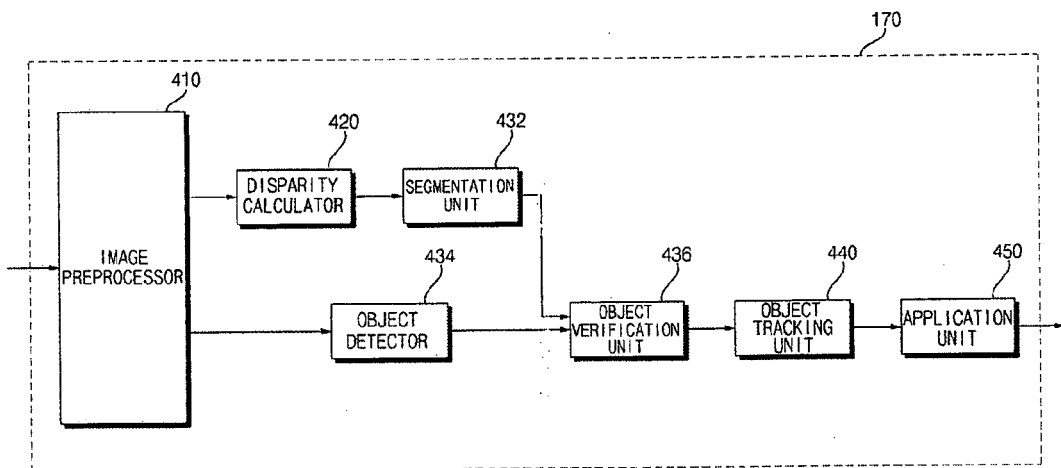 170
410
420
432
DISPARITY
CALCULATOR
SEGMENTATION
UNIT
IMAGE
PREPROCESSOR
434
436
440
450
OBJECT
DETECTOR
OBJECT
VERIFICATION
UNIT
OBJECT
TRACKING
UNIT
APPLICATION
UNIT